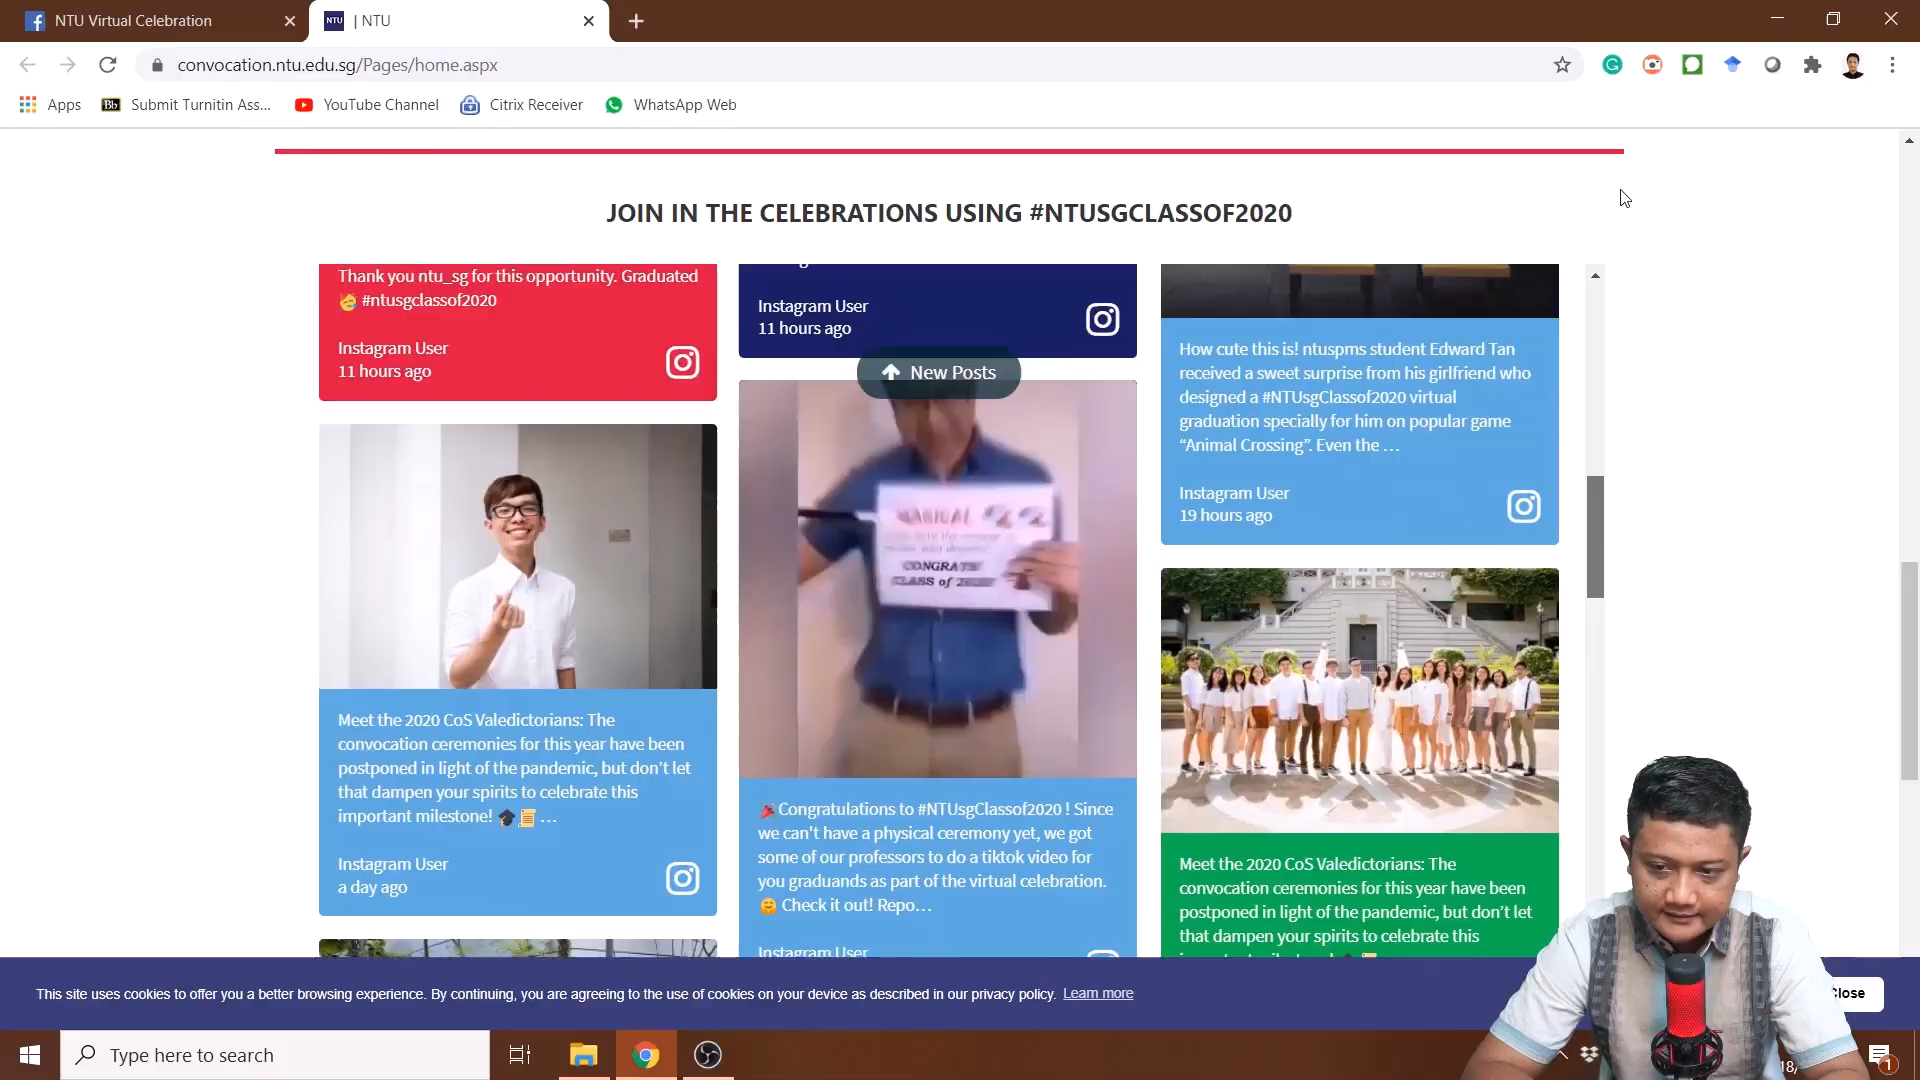 NTU Virtual Celebration
NTU
| NTU
convocation.ntu.edu.sg/Pages/home.aspx
Apps
Bb
Submit Turnitin Ass...
YouTube Channel
Citrix Receiver
WhatsApp Web
JOIN IN THE CELEBRATIONS USING #NTUSGCLASSOF2020
Thank you ntu_sg for this opportunity. Graduated
🥳 #ntusgclassof2020
Instagram User
11 hours ago
Meet the 2020 CoS Valedictorians: The
convocation ceremonies for this year have been
postponed in light of the pandemic, but don't let
that dampen your spirits to celebrate this
important milestone! 🎓📜 ...
Instagram User
a day ago
Instagram User
11 hours ago
New Posts
CONGRATS
CLASS of
🎉Congratulations to #NTUsgClassof2020 ! Since
we can't have a physical ceremony yet, we got
some of our professors to do a tiktok video for
you graduands as part of the virtual celebration.
🤗 Check it out! Repo...
Instagram User
How cute this is! ntuspms student Edward Tan
received a sweet surprise from his girlfriend who
designed a #NTUsgClassof2020 virtual
graduation specially for him on popular game
“Animal Crossing”. Even the ...
Instagram User
19 hours ago
Meet the 2020 CoS Valedictorians: The
convocation ceremonies for this year have been
postponed in light of the pandemic, but don't let
that dampen your spirits to celebrate this
This site uses cookies to offer you a better browsing experience. By continuing, you are agreeing to the use of cookies on your device as described in our privacy policy. Learn more
Close
Type here to search
18/
1